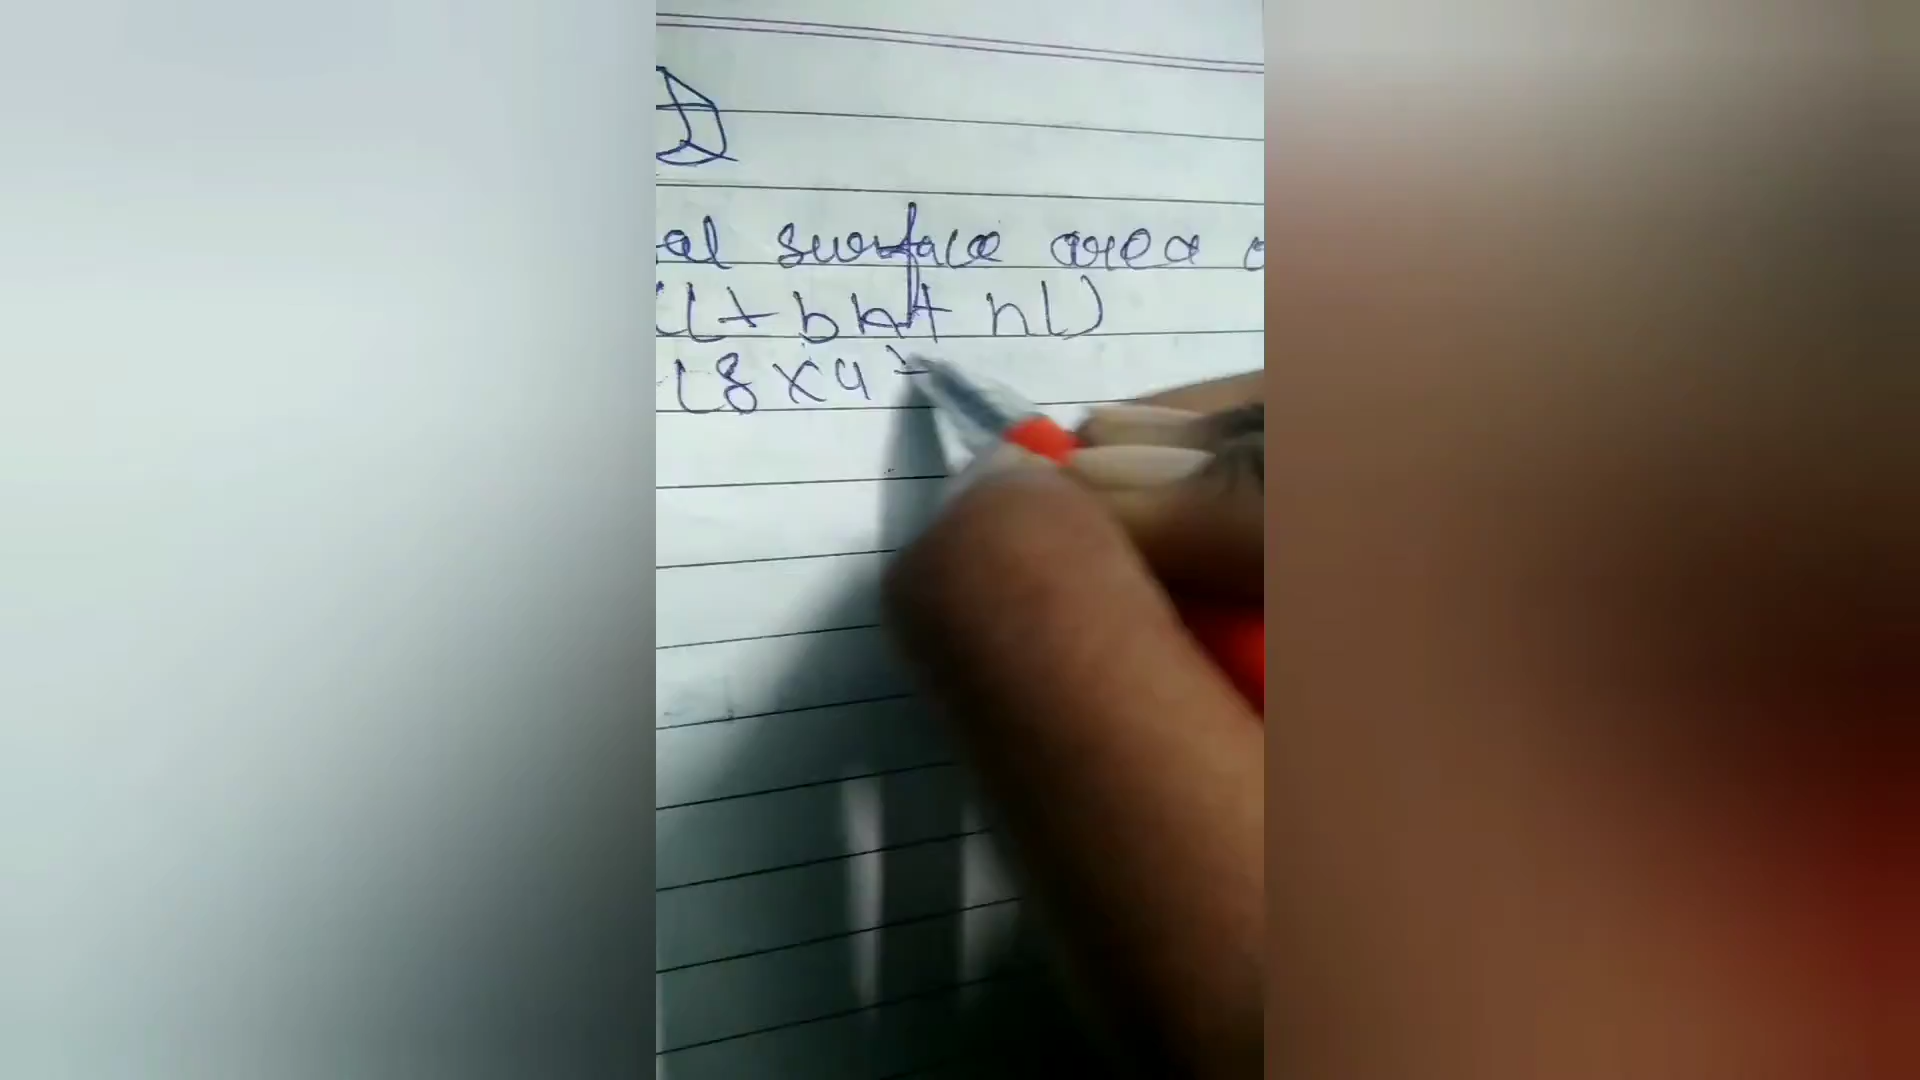 al surface area
(l+ bh+ hl)
(8×4